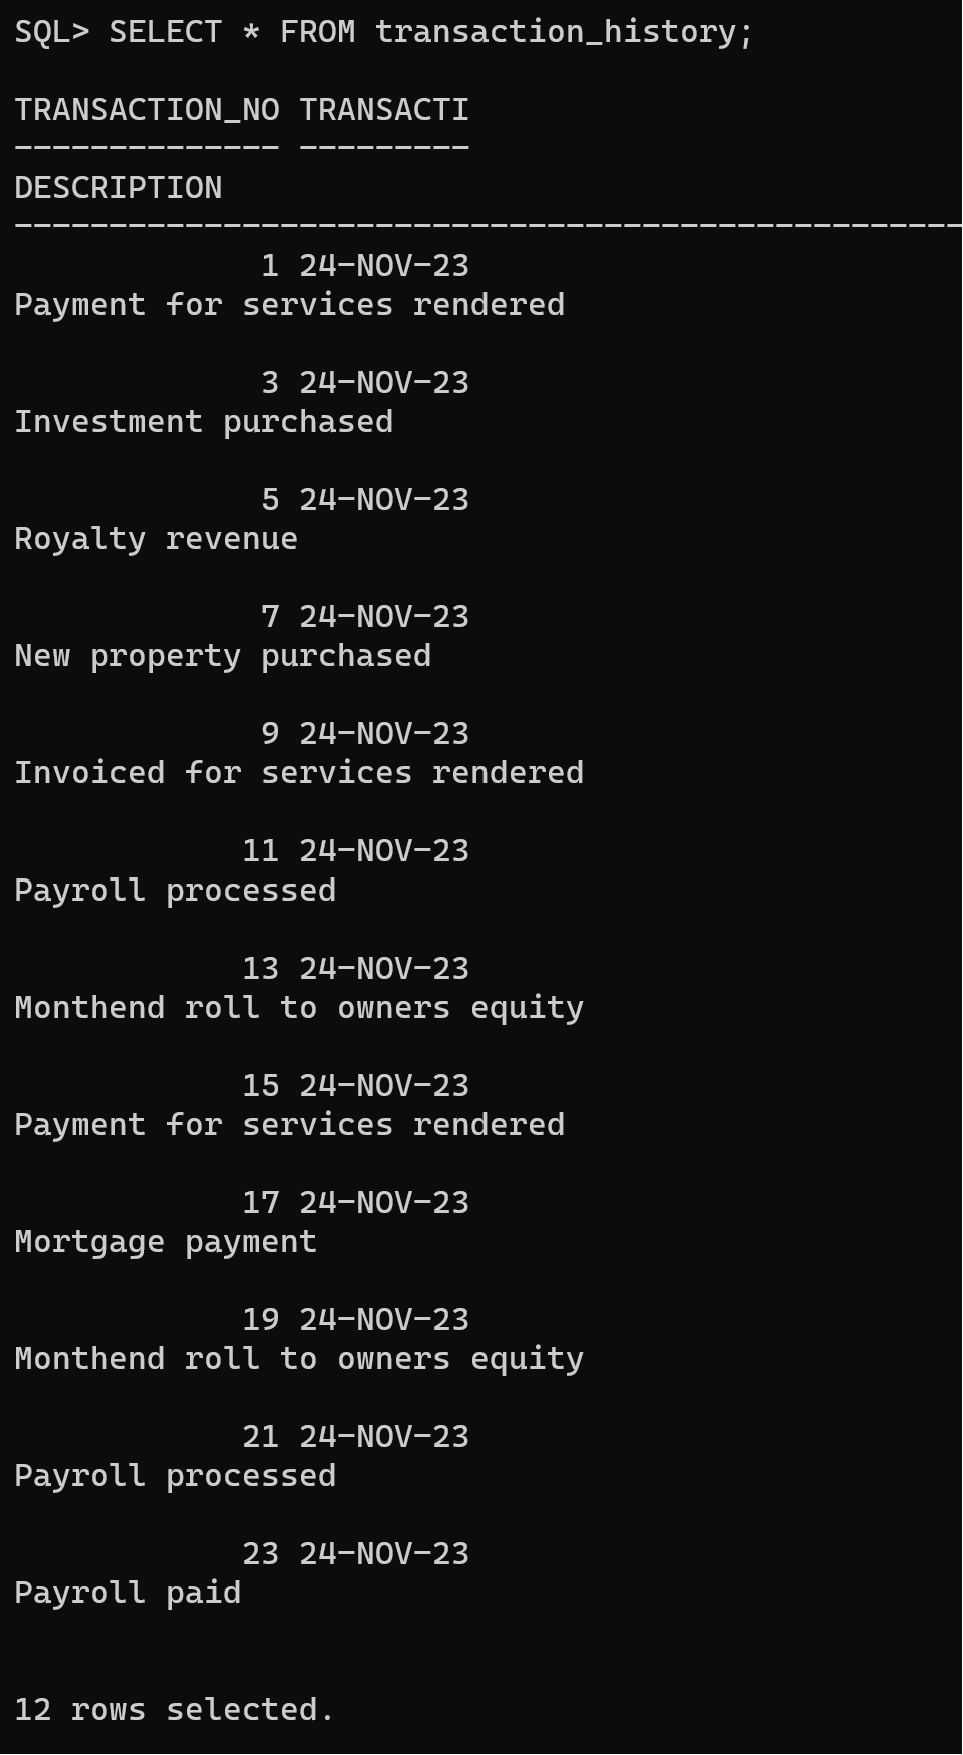 SQL> SELECT * FROM transaction_history;
TRANSACTION_NO TRANSACTI
-------------- ---------
DESCRIPTION
--------------------------------------------------
1 24-NOV-23
Payment for services rendered
3 24-NOV-23
Investment purchased
5 24-NOV-23
Royalty revenue
7 24-NOV-23
New property purchased
9 24-NOV-23
Invoiced for services rendered
11 24-NOV-23
Payroll processed
13 24-NOV-23
Monthend roll to owners equity
15 24-NOV-23
Payment for services rendered
17 24-NOV-23
Mortgage payment
19 24-NOV-23
Monthend roll to owners equity
21 24-NOV-23
Payroll processed
23 24-NOV-23
Payroll paid
12 rows selected.